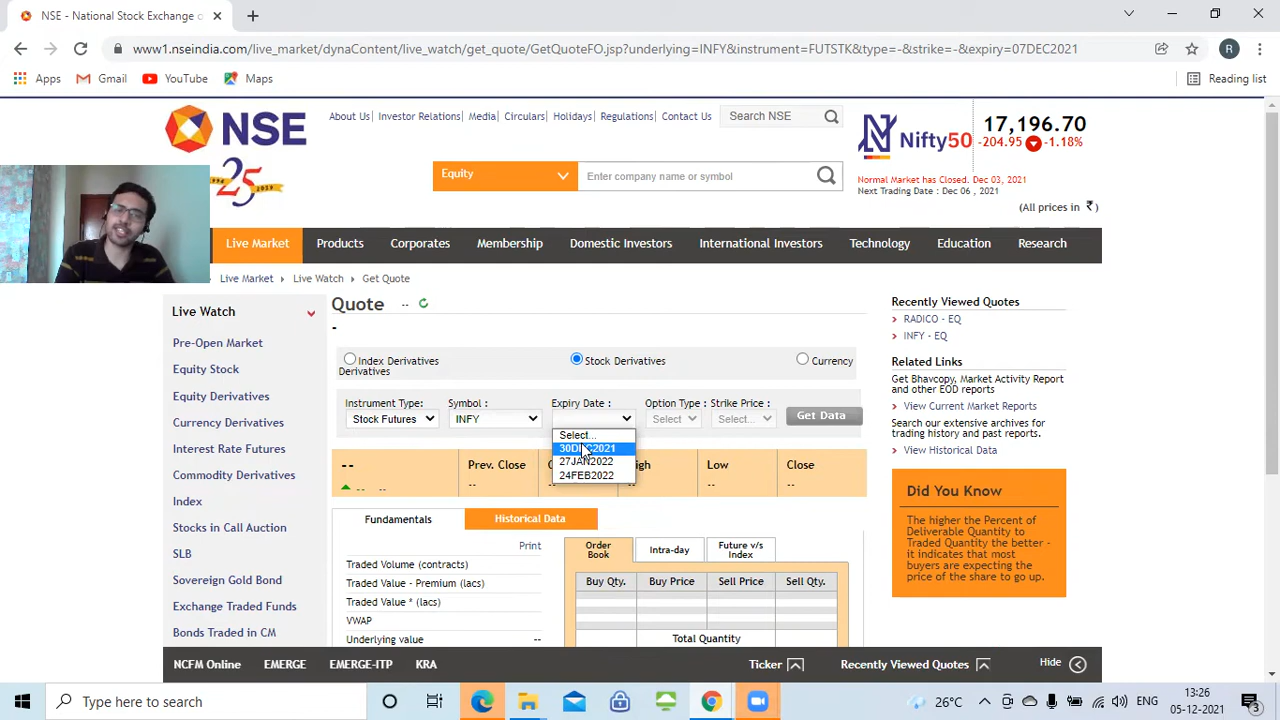 NSE - National Stock Exchange of
www1.nseindia.com/live_market/dynaContent/live_watch/get_quote/GetQuoteFO.jsp?underlying=INFY&instrument=FUTSTK&type=-&strike=-&expiry=07DEC2021
R
Apps
Gmail
YouTube
Maps
Reading list
NSE
25
About Us
Investor Relations
Media
Circulars
Holidays
Regulations
Contact Us
Search NSE
Equity
Enter company name or symbol
Nifty50
17,196.70
-204.95 -1.18%
Normal Market has Closed. Dec 03, 2021
Next Trading Date : Dec 06 , 2021
(All prices in ₹)
Live Market
Products
Corporates
Membership
Domestic Investors
International Investors
Technology
Education
Research
Live Market
Live Watch
Get Quote
Live Watch
Pre-Open Market
Equity Stock
Equity Derivatives
Currency Derivatives
Interest Rate Futures
Commodity Derivatives
Index
Stocks in Call Auction
SLB
Sovereign Gold Bond
Exchange Traded Funds
Bonds Traded in CM
Quote --
-
Index Derivatives
Stock Derivatives
Currency
Derivatives
Instrument Type:
Symbol :
Expiry Date :
Option Type :
Strike Price :
Stock Futures
INFY
Select
Select...
Get Data
Select...
30DEC2021
27JAN2022
24FEB2022
--
Prev. Close
--
Low
--
Close
--
Fundamentals
Historical Data
Print
Traded Volume (contracts)
Traded Value - Premium (lacs)
Traded Value * (lacs)
VWAP
Underlying value --
Order
Book
Intra-day
Future v/s
Index
Buy Qty.
Buy Price
Sell Price
Sell Qty.
Total Quantity
Recently Viewed Quotes
RADICO - EQ
INFY - EQ
Related Links
Get Bhavcopy, Market Activity Report
and other EOD reports
View Current Market Reports
Search our extensive archives for
trading history and past reports.
View Historical Data
Did You Know
The higher the Percent of
Deliverable Quantity to
Traded Quantity the better -
it indicates that most
buyers are expecting the
price of the share to go up.
NCFM Online
EMERGE
EMERGE-ITP
KRA
Ticker
Recently Viewed Quotes
Hide
Type here to search
26°C
ENG
13:26
05-12-2021
3